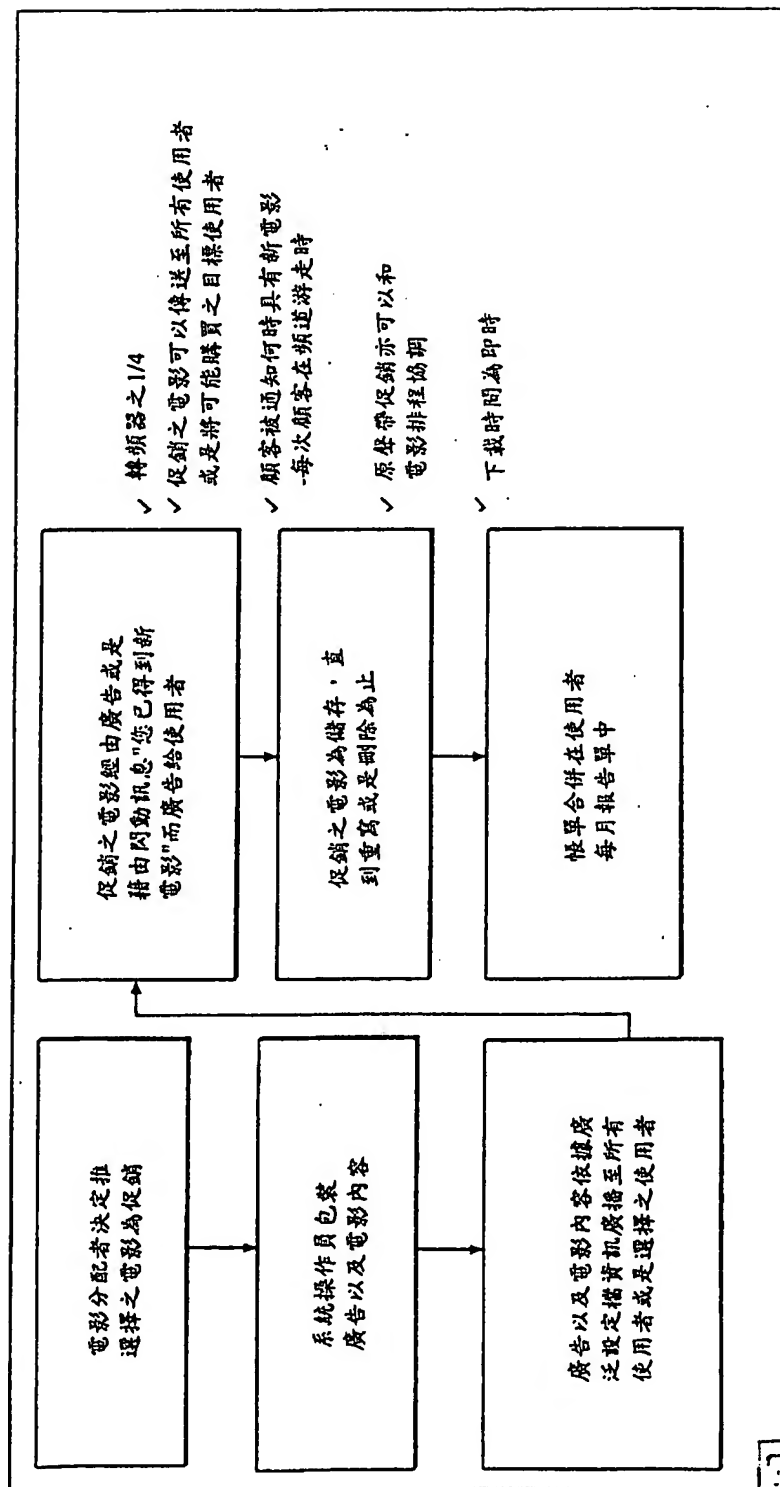 電影分配者決定推
選擇之電影為促銷
系統操作員包裝
廣告以及電影內容
廣告以及電影內容依據廣
泛設定檔資訊廣播至所有
使用者或是選擇之使用者
促銷之電影經由廣告或是
藉由閃動訊息"您已得到新
電影"而廣告給使用者
促銷之電影為儲存，直
到重寫或是刪除為止
帳單合併在使用者
每月報告單中
✓ 轉頻器之1/4
✓ 促銷之電影可以傳送至所有使用者
或是將可能購買之目標使用者
✓ 顧客被通知何時具有新電影
-每次顧客在頻道游走時
✓ 原聲帶促銷亦可以和
電影排程協調
✓ 下載時間為即時